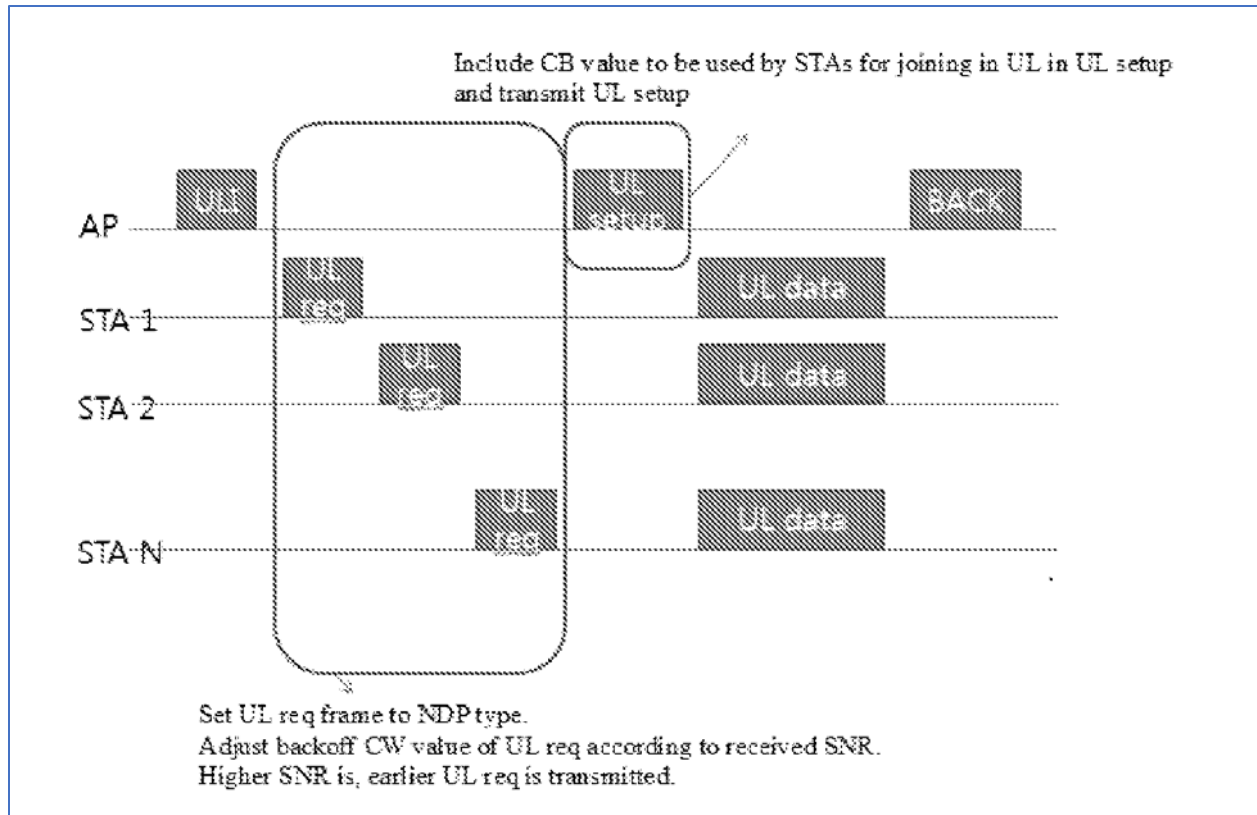 Include CB value to be used by STAs for joining in UL in UL setup
and transmit UL setup
ULI
UL
setup
BACK
AP
UL
req
UL data
STA 1
UL
req
UL data
STA 2
UL
req
UL data
STA N
Set UL req frame to NDP type.
Adjust backoff CW value of UL req according to received SNR.
Higher SNR is, earlier UL req is transmitted.